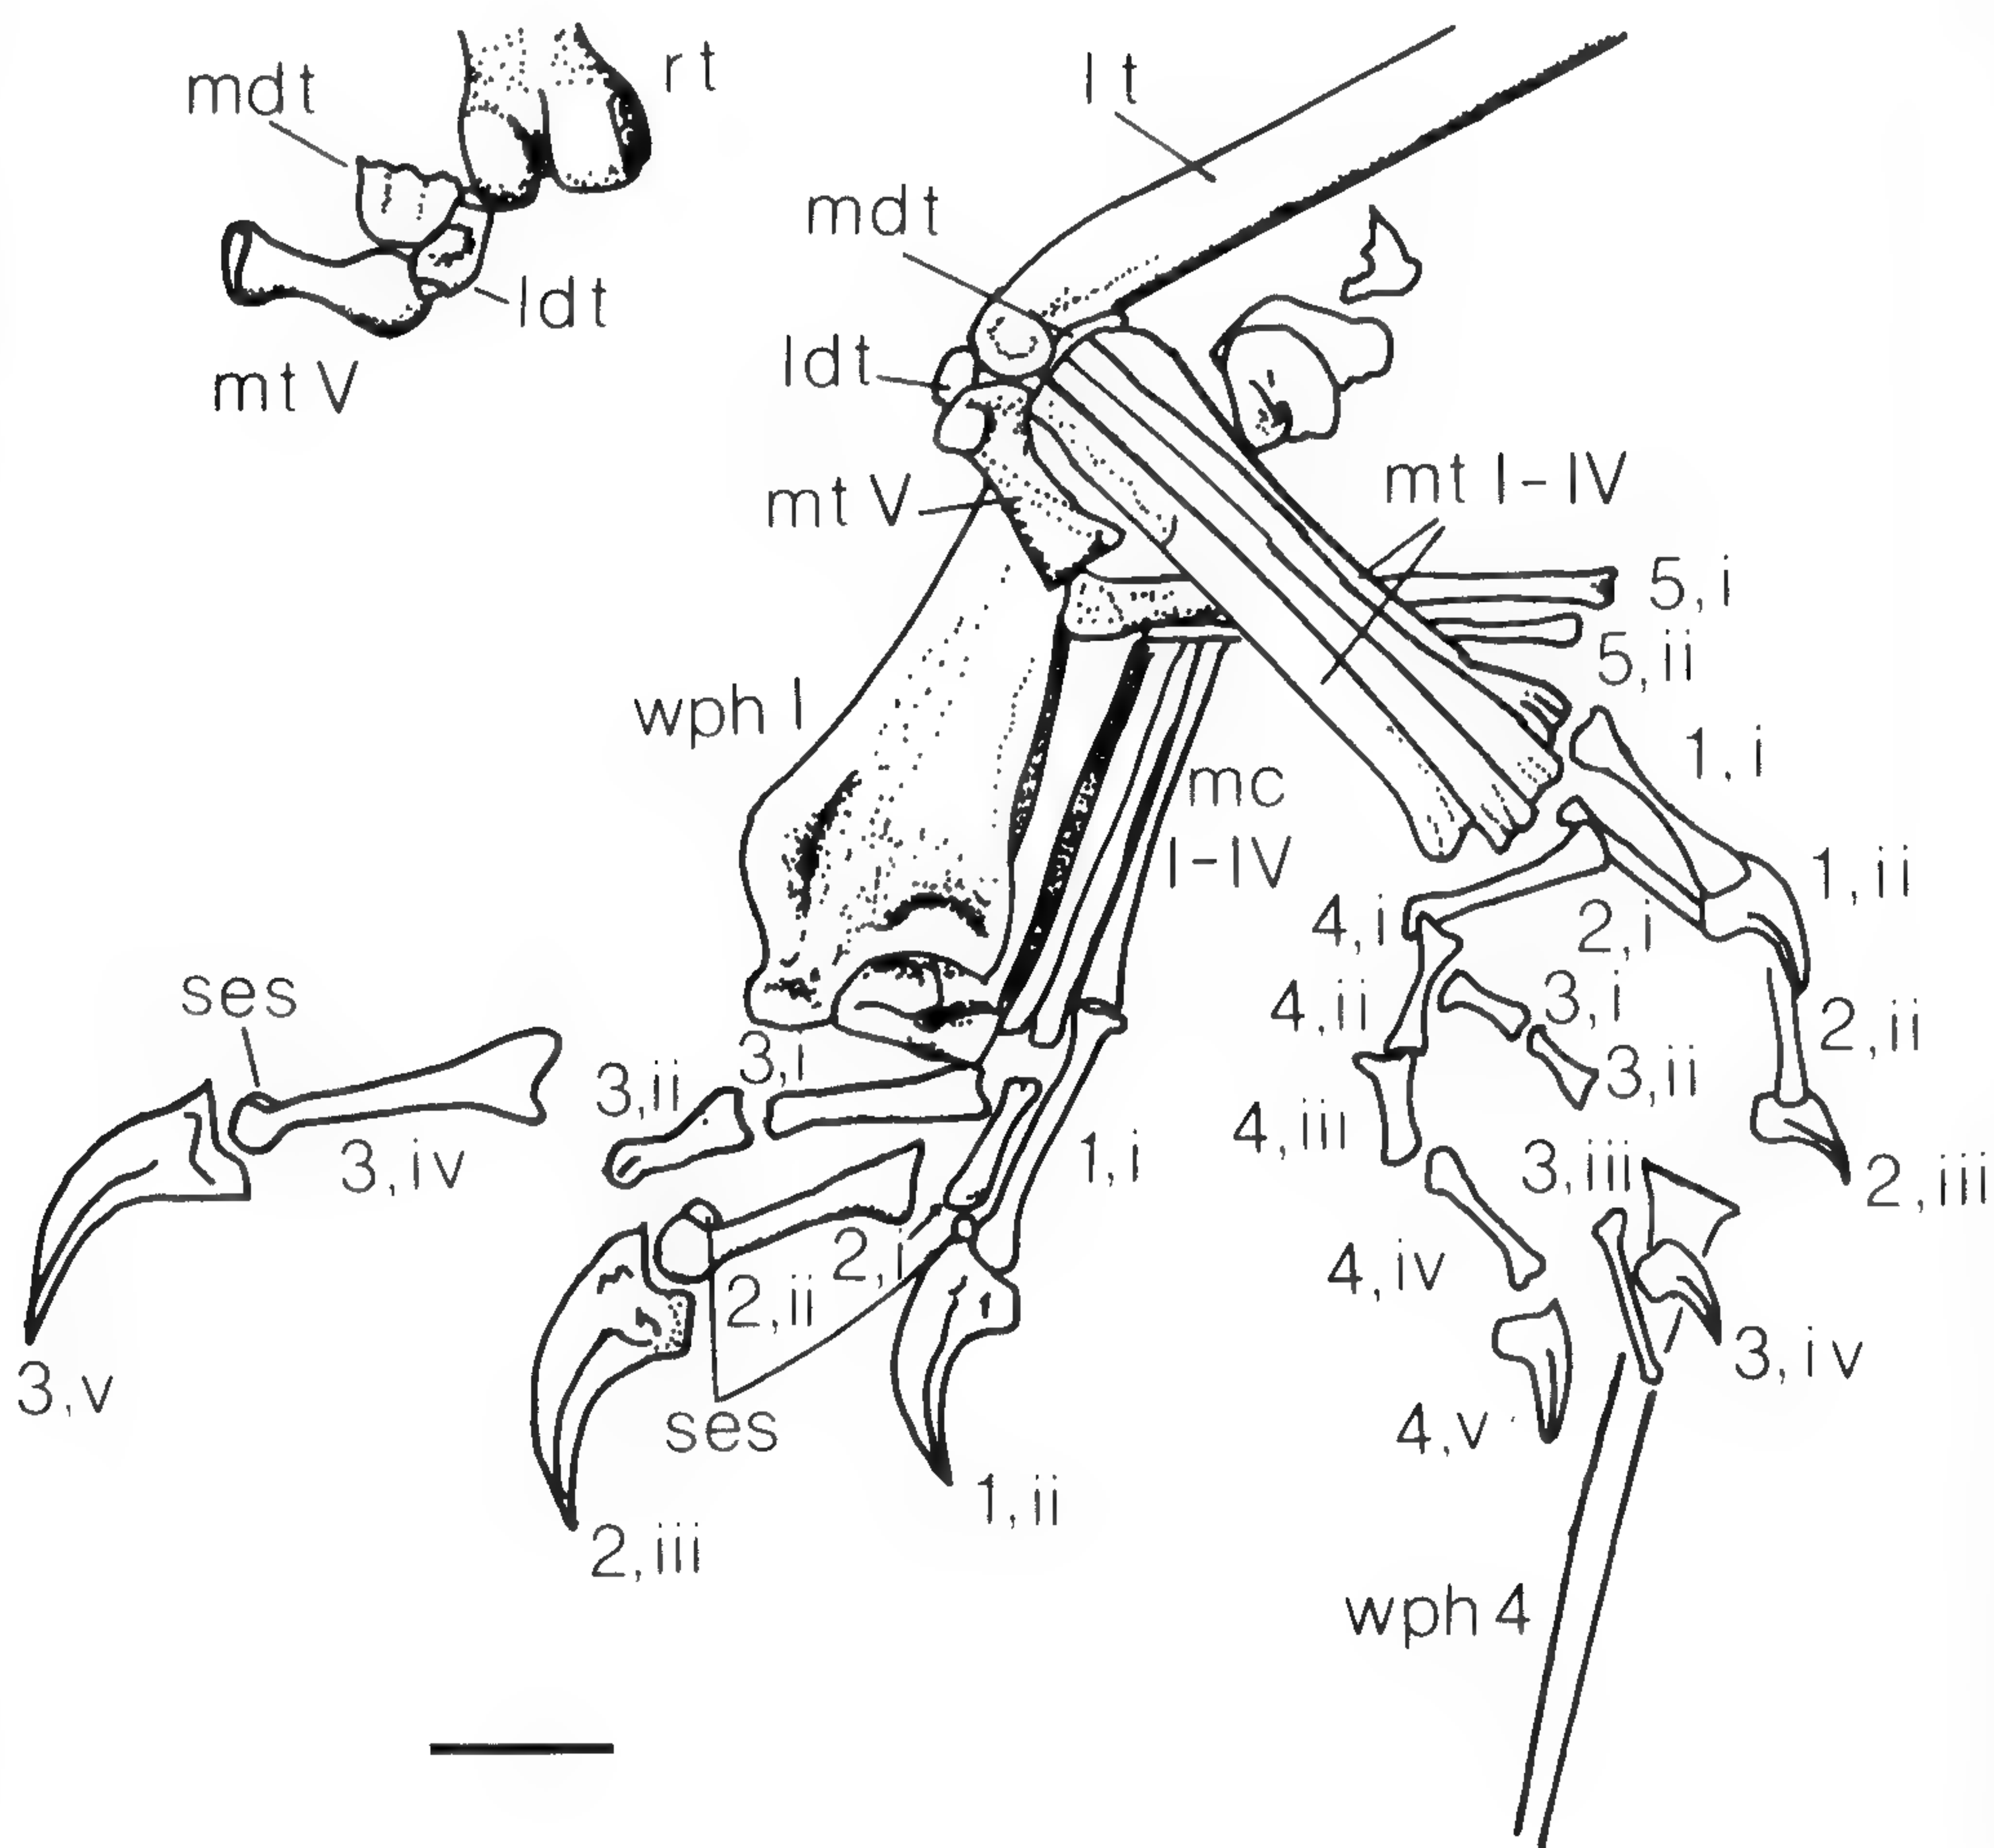 mdt
rt
lt
mdt
ldt
ldt
mt V
mt V
mt I-IV
5,i
5,ii
wph I
1,i
mc
I-IV
1,ii
4,i
2,i
ses
3,i
4,ii
2,ii
3,i
3,ii
3,ii
4,iii
3,iv
1,i
3,iii
2,iii
2,i
2,ii
4,iv
3,v
3,iv
ses
4,v
1,ii
2,iii
wph 4